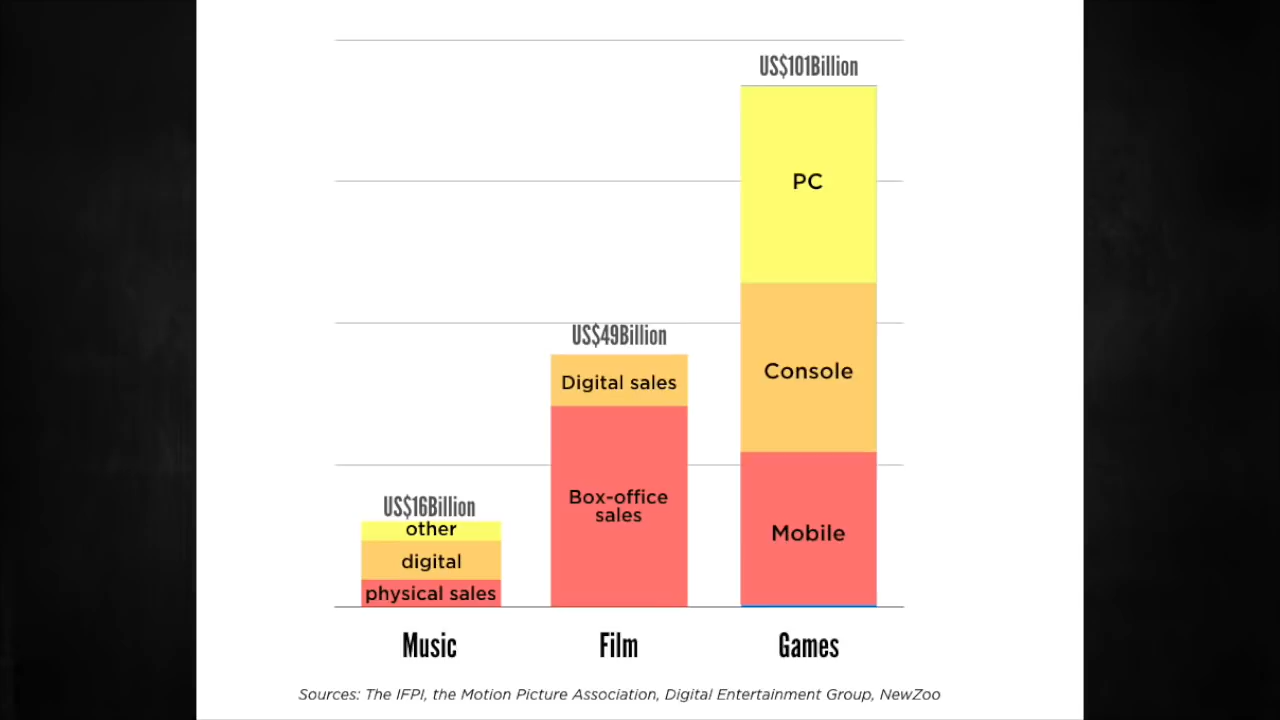 US$101Billion
PC
US$49Billion
Console
Digital sales
Box-office
sales
US$16Billion
other
digital
physical sales
Mobile
Music
Film
Games
Sources: The IFPI, the Motion Picture Association, Digital Entertainment Group, NewZoo